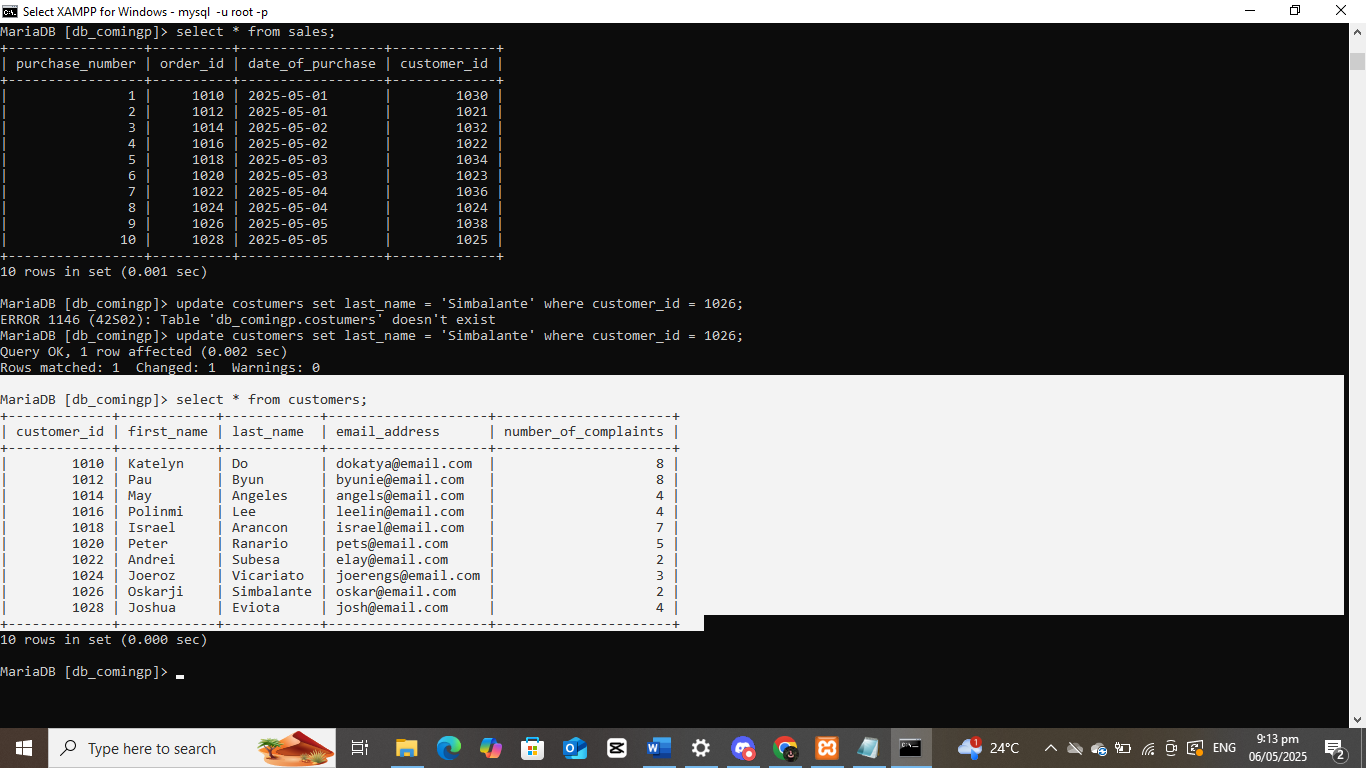 Select XAMPP for Windows - mysql  -u root -p
MariaDB [db_comingp]> select * from sales;
+-----------------+----------+------------------+-------------+
| purchase_number | order_id | date_of_purchase | customer_id |
+-----------------+----------+------------------+-------------+
|               1 |     1010 | 2025-05-01       |        1030 |
|               2 |     1012 | 2025-05-01       |        1021 |
|               3 |     1014 | 2025-05-02       |        1032 |
|               4 |     1016 | 2025-05-02       |        1022 |
|               5 |     1018 | 2025-05-03       |        1034 |
|               6 |     1020 | 2025-05-03       |        1023 |
|               7 |     1022 | 2025-05-04       |        1036 |
|               8 |     1024 | 2025-05-04       |        1024 |
|               9 |     1026 | 2025-05-05       |        1038 |
|              10 |     1028 | 2025-05-05       |        1025 |
+-----------------+----------+------------------+-------------+
10 rows in set (0.001 sec)
MariaDB [db_comingp]> update costumers set last_name = 'Simbalante' where customer_id = 1026;
ERROR 1146 (42S02): Table 'db_comingp.costumers' doesn't exist
MariaDB [db_comingp]> update customers set last_name = 'Simbalante' where customer_id = 1026;
Query OK, 1 row affected (0.002 sec)
Rows matched: 1  Changed: 1  Warnings: 0
MariaDB [db_comingp]> select * from customers;
+-------------+------------+------------+--------------------+----------------------+
| customer_id | first_name | last_name  | email_address      | number_of_complaints |
+-------------+------------+------------+--------------------+----------------------+
|        1010 | Katelyn    | Do         | dokatya@email.com  |                    8 |
|        1012 | Pau        | Byun       | byunie@email.com   |                    8 |
|        1014 | May        | Angeles    | angels@email.com   |                    4 |
|        1016 | Polinmi    | Lee        | leelin@email.com   |                    4 |
|        1018 | Israel     | Arancon    | israel@email.com   |                    7 |
|        1020 | Peter      | Ranario    | pets@email.com     |                    5 |
|        1022 | Andrei     | Subesa     | elay@email.com     |                    2 |
|        1024 | Joeroz     | Vicariato  | joerengs@email.com |                    3 |
|        1026 | Oskarji    | Simbalante | oskar@email.com    |                    2 |
|        1028 | Joshua     | Eviota     | josh@email.com     |                    4 |
+-------------+------------+------------+--------------------+----------------------+
10 rows in set (0.000 sec)
MariaDB [db_comingp]>
Type here to search
1
24°C
ENG
9:13 pm
06/05/2025
2